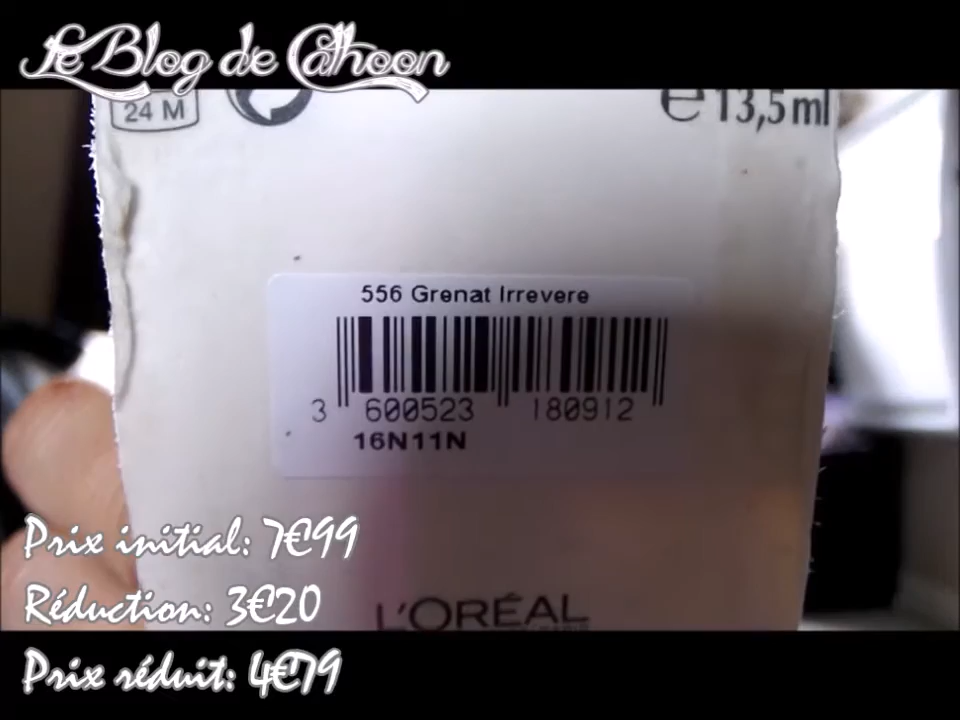 Le Blog de Cathoon
24 M
e 13,5 ml
556 Grenat Irrevere
3 600523 180912
16N11N
Prix initial: 7€99
Réduction: 3€20
L'ORÉAL
Prix réduit: 4€79